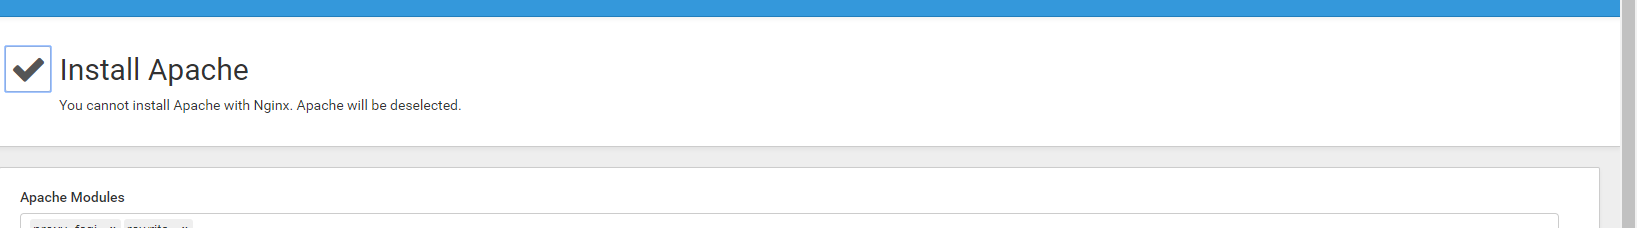 Install Apache
You cannot install Apache with Nginx. Apache will be deselected.
Apache Modules